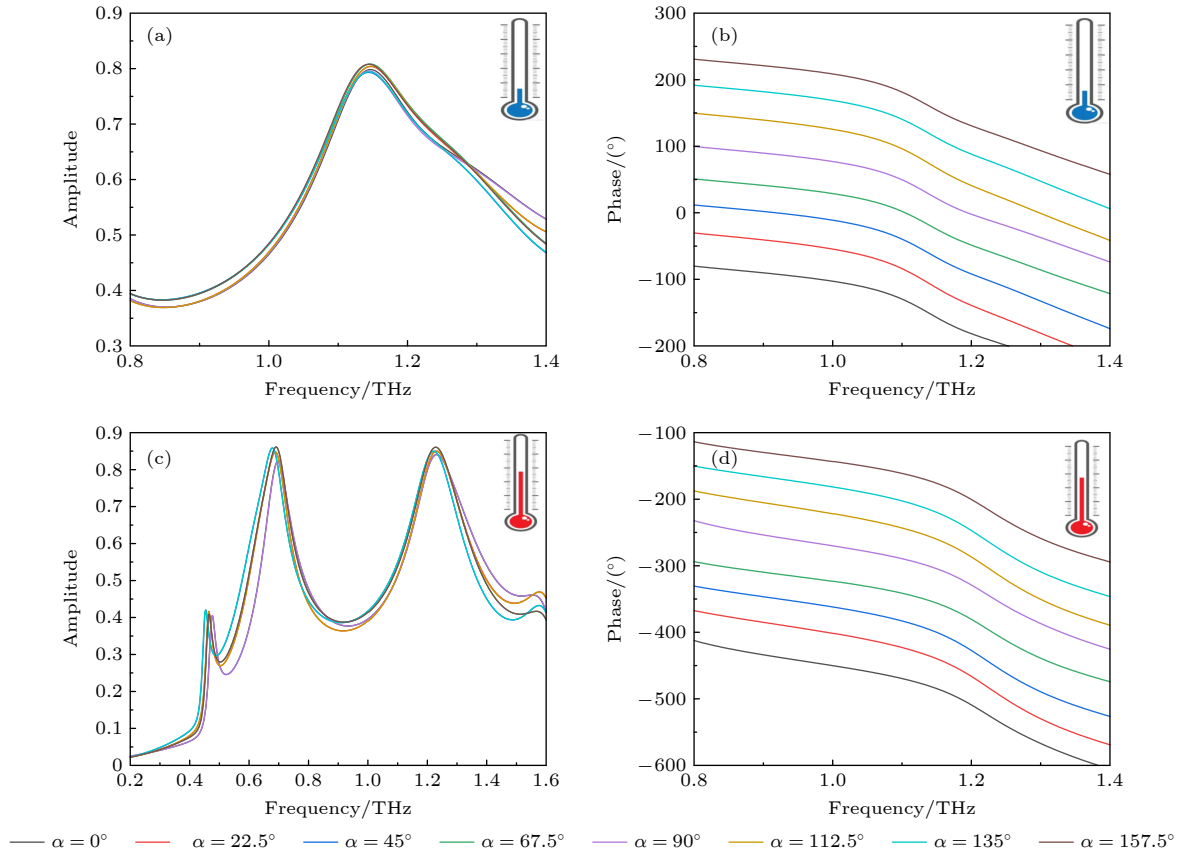 (a)
0.9
0.8
0.7
0.6
0.5
0.4
0.3
Amplitude
0.8 1.0 1.2 1.4
Frequency/THz
(b)
300
200
100
0
−100
−200
Phase/(°)
0.8 1.0 1.2 1.4
Frequency/THz
(c)
0.9
0.8
0.7
0.6
0.5
0.4
0.3
0.2
0.1
0
Amplitude
0.2 0.4 0.6 0.8 1.0 1.2 1.4 1.6
Frequency/THz
(d)
−100
−200
−300
−400
−500
−600
Phase/(°)
0.8 1.0 1.2 1.4
Frequency/THz
α = 0° α = 22.5° α = 45° α = 67.5° α = 90° α = 112.5° α = 135° α = 157.5°